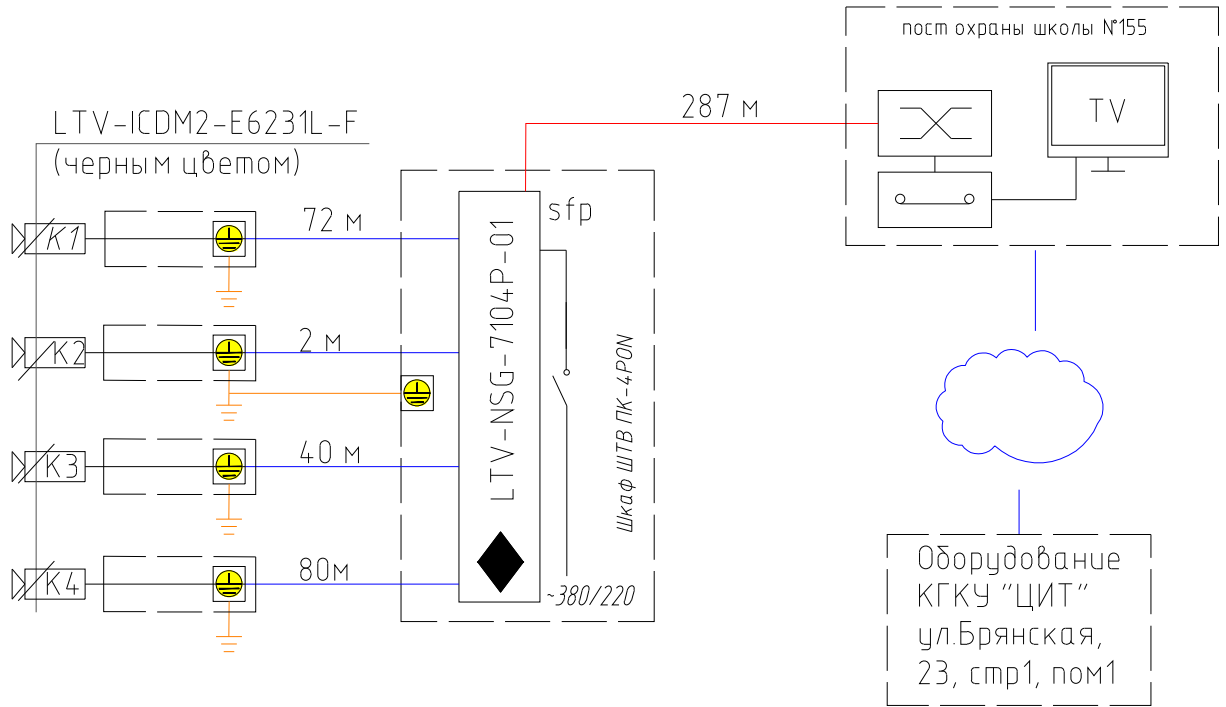 пост охраны школы №155
TV
287 м
LTV-ICDM2-E6231L-F
(черным цветом)
K1
72 м
sfp
K2
2 м
K3
40 м
K4
80м
LTV-NSG-7104P-01
Шкаф ШТВ ПК-4PON
~380/220
Оборудование
КГКУ "ЦИТ"
ул.Брянская,
23, стр1, пом1